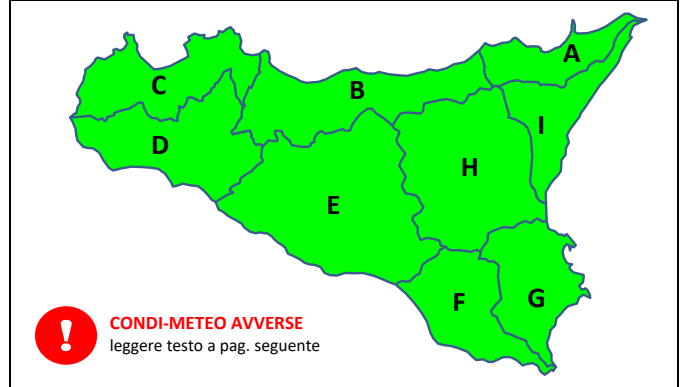 A
C
B
I
D
H
E
G
F
!
CONDI-METEO AVVERSE
leggere testo a pag. seguente